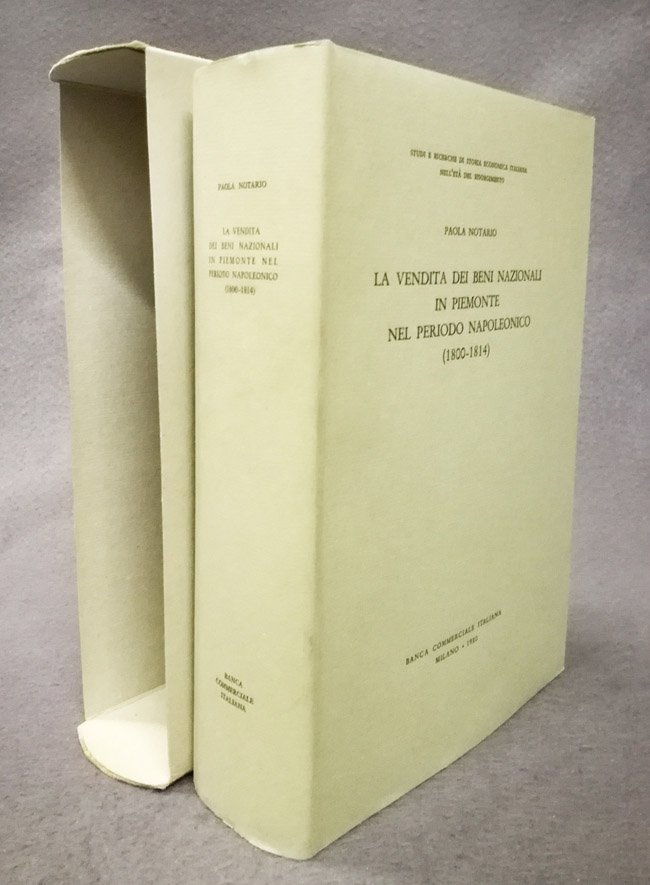 PAOLA NOTARIO
LA VENDITA
DEI BENI NAZIONALI
IN PIEMONTE NEL
PERIODO NAPOLEONICO
(1800-1814)
BANCA
COMMERCIALE
ITALIANA
STUDI E RICERCHE DI STORIA ECONOMICA ITALIANA
NELL'ETÀ DEL RISORGIMENTO
PAOLA NOTARIO
LA VENDITA DEI BENI NAZIONALI
IN PIEMONTE
NEL PERIODO NAPOLEONICO
(1800-1814)
BANCA COMMERCIALE ITALIANA
MILANO • 1980